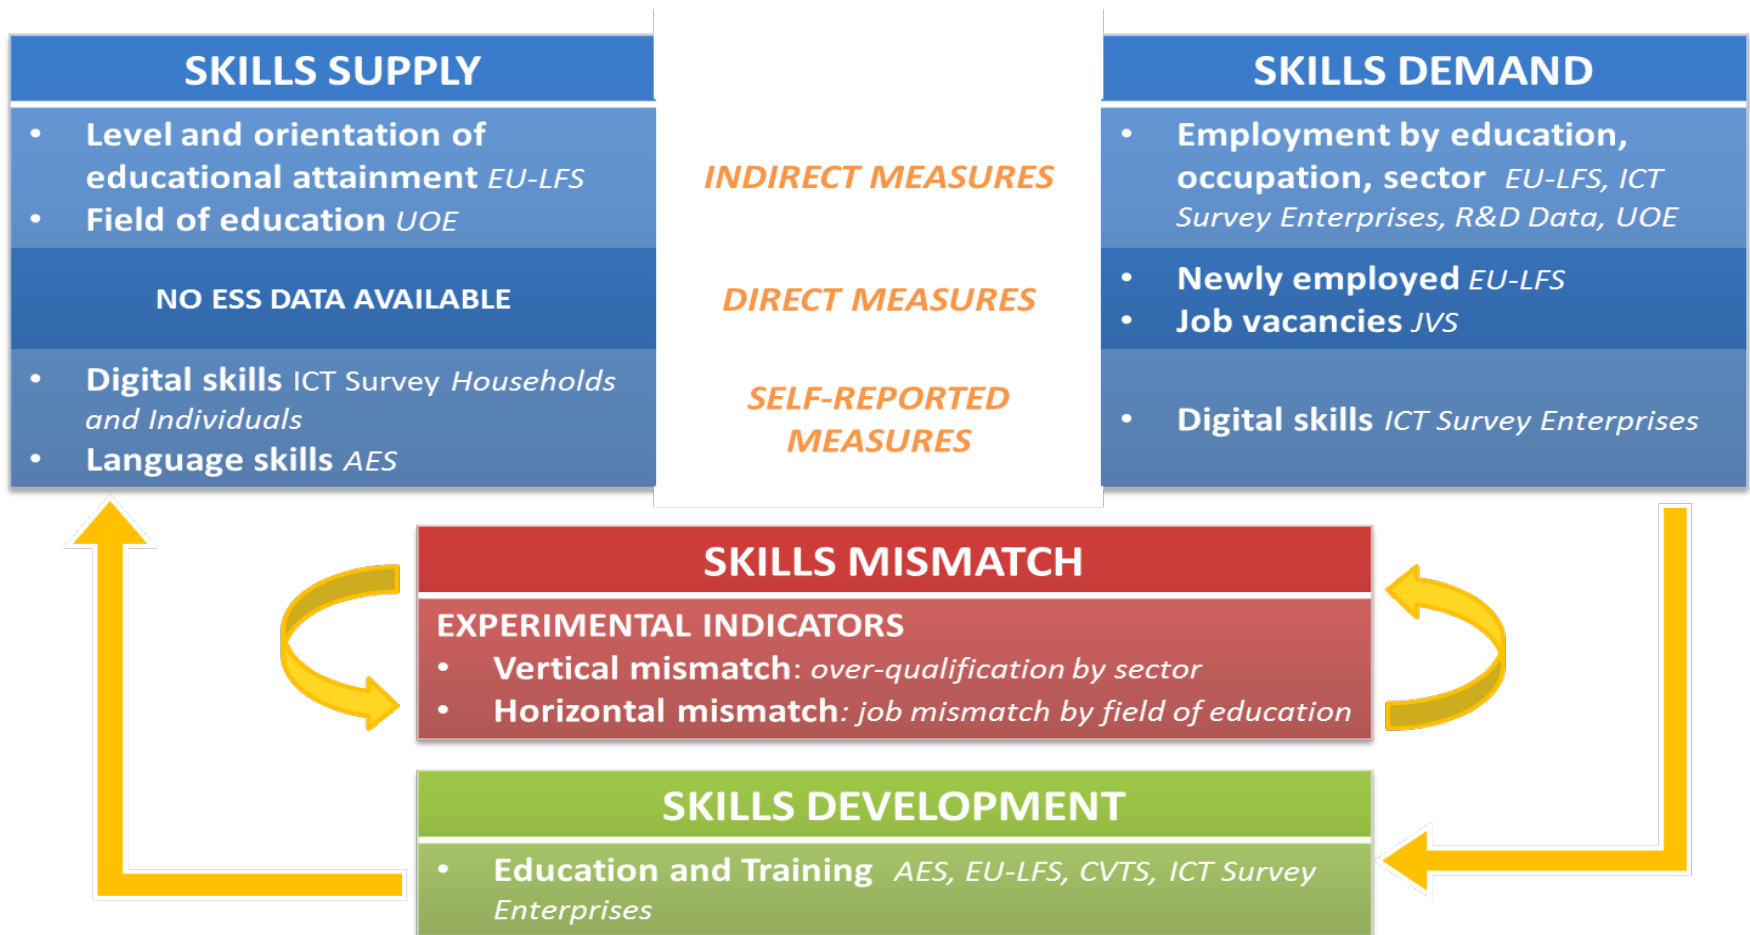 SKILLS SUPPLY
• Level and orientation of
educational attainment EU-LFS
• Field of education UOE
NO ESS DATA AVAILABLE
• Digital skills ICT Survey Households
and Individuals
• Language skills AES
INDIRECT MEASURES
DIRECT MEASURES
SELF-REPORTED
MEASURES
SKILLS DEMAND
• Employment by education,
occupation, sector EU-LFS, ICT
Survey Enterprises, R&D Data, UOE
• Newly employed EU-LFS
• Job vacancies JVS
• Digital skills ICT Survey Enterprises
SKILLS MISMATCH
EXPERIMENTAL INDICATORS
• Vertical mismatch: over-qualification by sector
• Horizontal mismatch: job mismatch by field of education
SKILLS DEVELOPMENT
• Education and Training AES, EU-LFS, CVTS, ICT Survey
Enterprises